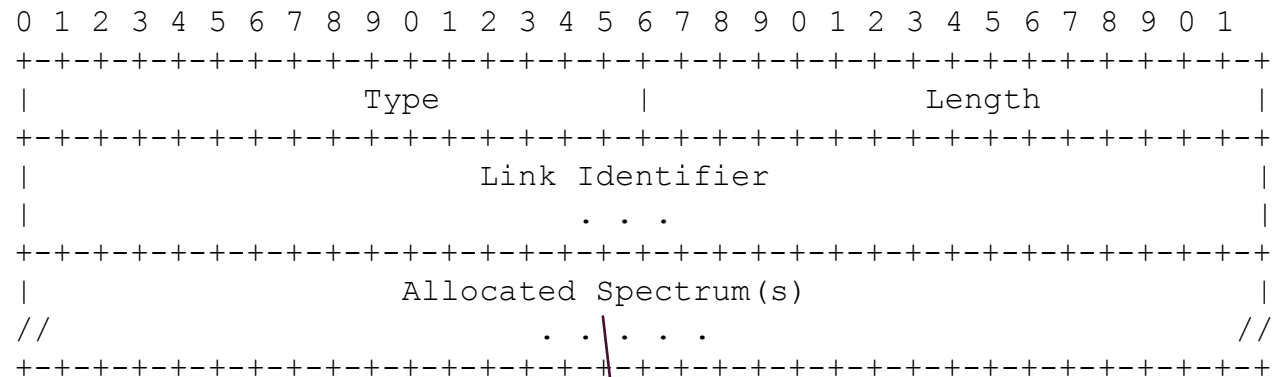 0 1 2 3 4 5 6 7 8 9 0 1 2 3 4 5 6 7 8 9 0 1 2 3 4 5 6 7 8 9 0 1
+-+-+-+-+-+-+-+-+-+-+-+-+-+-+-+-+-+-+-+-+-+-+-+-+-+-+-+-+-+-+-+-+
|                 Type          |              Length           |
+-+-+-+-+-+-+-+-+-+-+-+-+-+-+-+-+-+-+-+-+-+-+-+-+-+-+-+-+-+-+-+-+
|                       Link Identifier                         |
|                            . . .                              |
+-+-+-+-+-+-+-+-+-+-+-+-+-+-+-+-+-+-+-+-+-+-+-+-+-+-+-+-+-+-+-+-+
|                   Allocated Spectrum(s)                       |
//                         . . . . .                           //
+-+-+-+-+-+-+-+-+-+-+-+-+-+-+-+-+-+-+-+-+-+-+-+-+-+-+-+-+-+-+-+-+